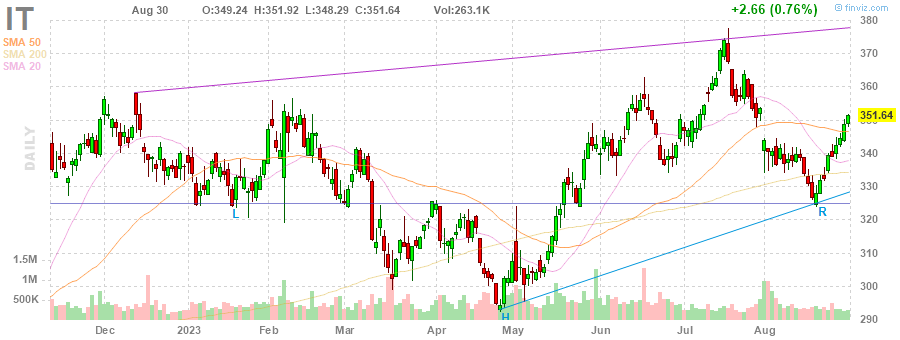 IT
Aug 30 O:349.24 H:351.92 L:348.29 C:351.64 Vol:263.1K +2.66 (0.76%) © finviz.com
SMA 50
SMA 200
SMA 20
DAILY
380
370
360
351.64
350
340
330
320
310
300
290
1.5M
1M
500K
L
R
H
Dec 2023 Feb Mar Apr May Jun Jul Aug